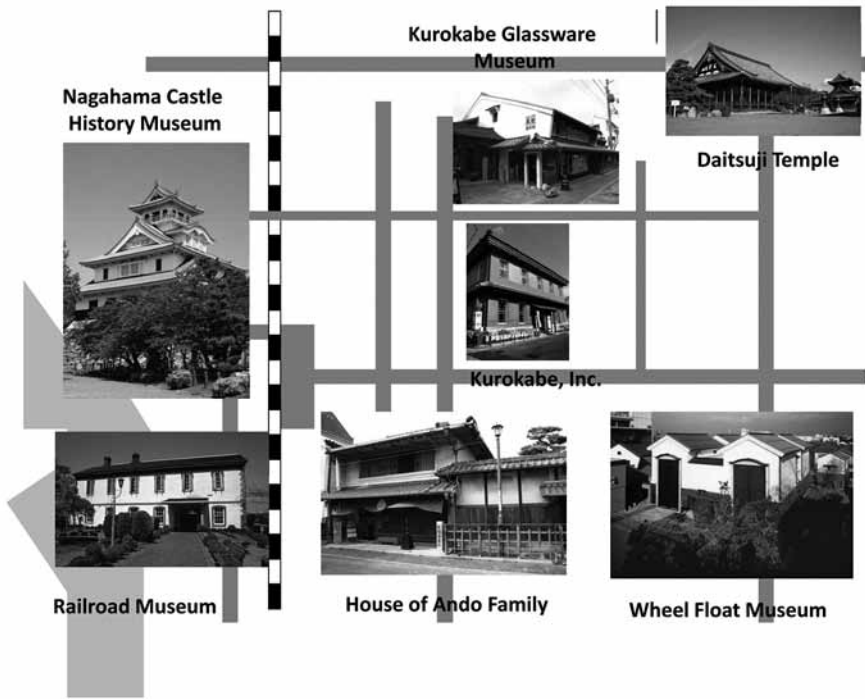 Kurokabe Glassware
Museum
Nagahama Castle
History Museum
Daitsuji Temple
Kurokabe, Inc.
Railroad Museum
House of Ando Family
Wheel Float Museum